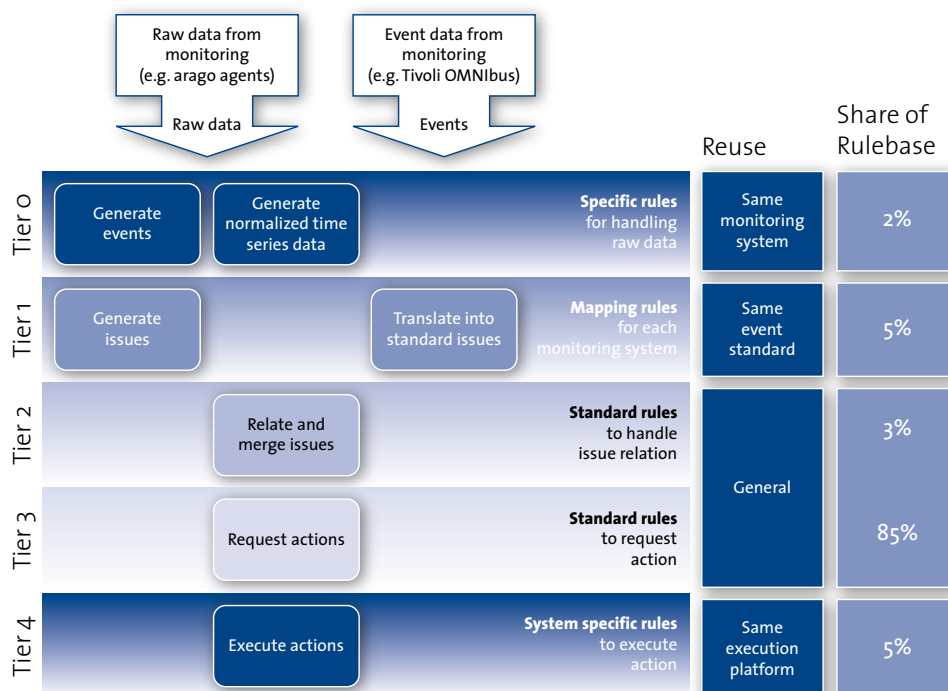 Raw data from
monitoring
(e.g. arago agents)
Raw data
Event data from
monitoring
(e.g. Tivoli OMNIbus)
Events
Reuse
Share of
Rulebase
Tier 0
Generate
events
Generate
normalized time
series data
Specific rules
for handling
raw data
Same
monitoring
system
2%
Tier 1
Generate
issues
Translate into
standard issues
Mapping rules
for each
monitoring system
Same
event
standard
5%
Tier 2
Relate and
merge issues
Standard rules
to handle
issue relation
General
3%
Tier 3
Request actions
Standard rules
to request
action
85%
Tier 4
Execute actions
System specific rules
to execute
action
Same
execution
platform
5%